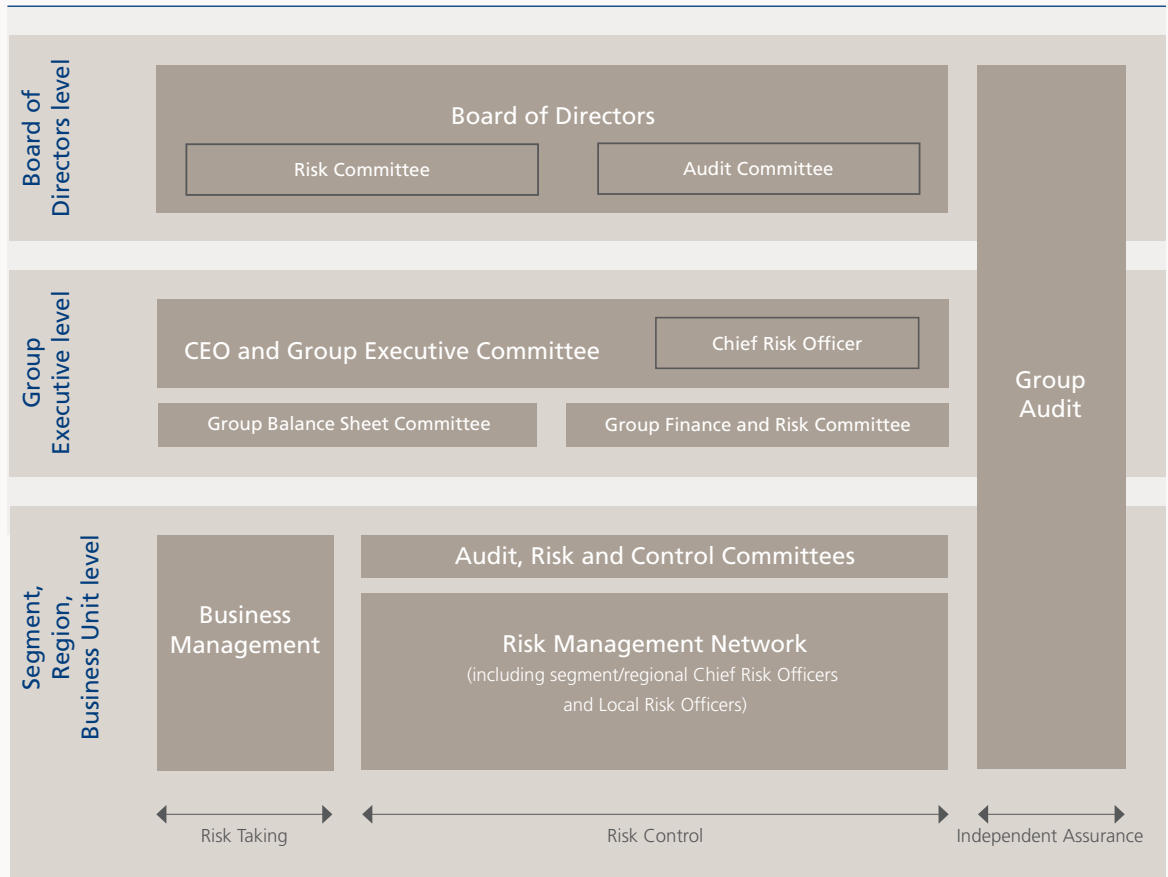 Board of
Directors level
Board of Directors
Risk Committee
Audit Committee
Group
Executive level
CEO and Group Executive Committee
Chief Risk Officer
Group Balance Sheet Committee
Group Finance and Risk Committee
Group
Audit
Segment,
Region,
Business Unit level
Business
Management
Audit, Risk and Control Committees
Risk Management Network
(including segment/regional Chief Risk Officers
and Local Risk Officers)
Risk Taking
Risk Control
Independent Assurance